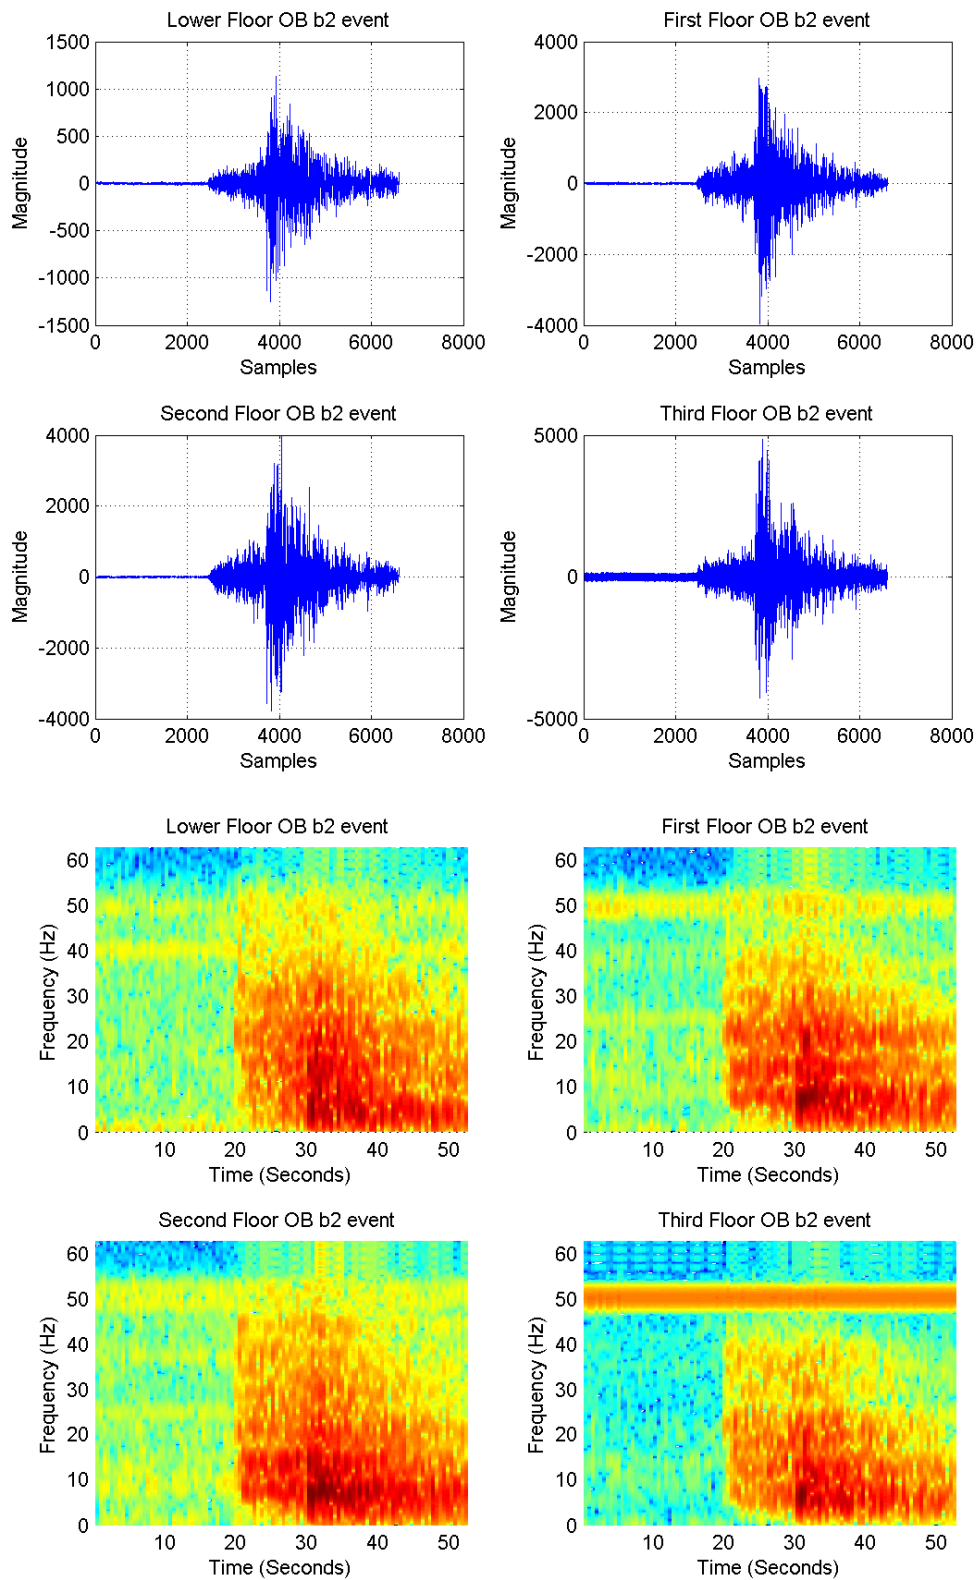 Lower Floor OB b2 event
First Floor OB b2 event
1500
1000
500
0
-500
-1000
-1500
Magnitude
0 2000 4000 6000 8000
Samples
4000
2000
0
-2000
-4000
Magnitude
0 2000 4000 6000 8000
Samples
Second Floor OB b2 event
Third Floor OB b2 event
4000
2000
0
-2000
-4000
Magnitude
0 2000 4000 6000 8000
Samples
5000
0
-5000
Magnitude
0 2000 4000 6000 8000
Samples
Lower Floor OB b2 event
First Floor OB b2 event
60
50
40
30
20
10
0
Frequency (Hz)
10 20 30 40 50
Time (Seconds)
60
50
40
30
20
10
0
Frequency (Hz)
10 20 30 40 50
Time (Seconds)
Second Floor OB b2 event
Third Floor OB b2 event
60
50
40
30
20
10
0
Frequency (Hz)
10 20 30 40 50
Time (Seconds)
60
50
40
30
20
10
0
Frequency (Hz)
10 20 30 40 50
Time (Seconds)